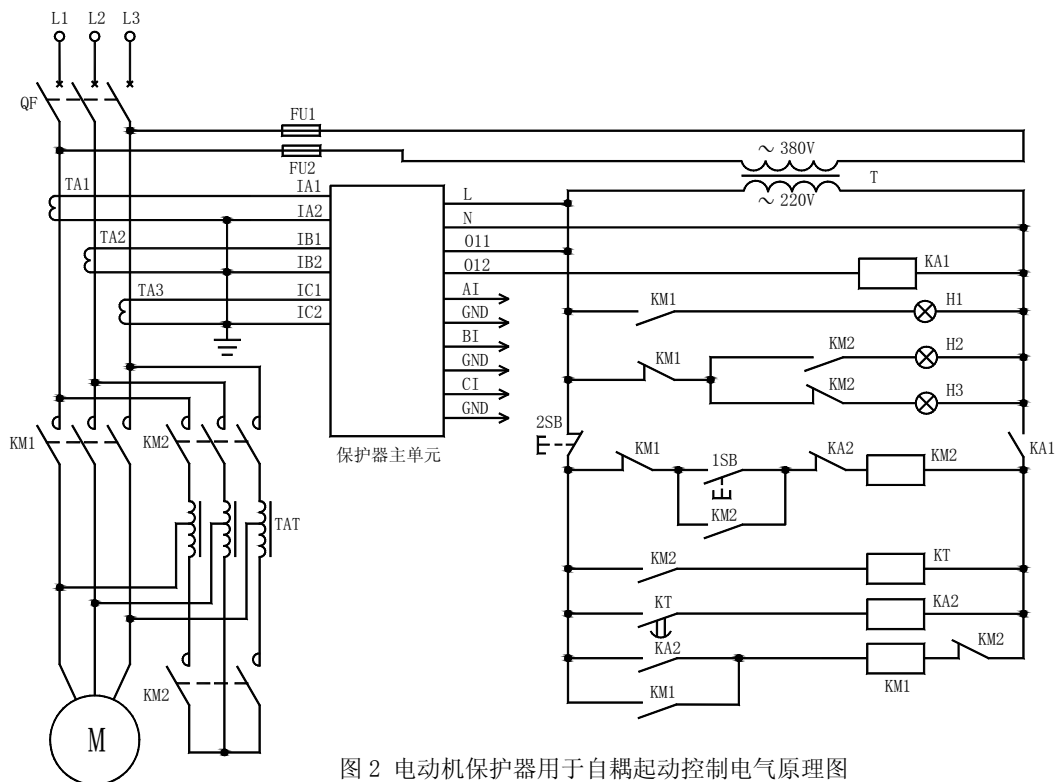 L1 L2 L3
QF
FU1
FU2
～380V
T
～220V
TA1
IA1
IA2
TA2
IB1
IB2
TA3
IC1
IC2
L
N
O11
O12
AI
GND
BI
GND
CI
GND
保护器主单元
KA1
KM1
H1
KM1
KM2
H2
KM2
H3
2SB
KM1
1SB
KA2
KM2
KA1
KM2
KM1
KM2
TAT
KM2
KT
KT
KA2
KA2
KM2
KM1
KM1
KM2
M
图 2 电动机保护器用于自耦起动控制电气原理图